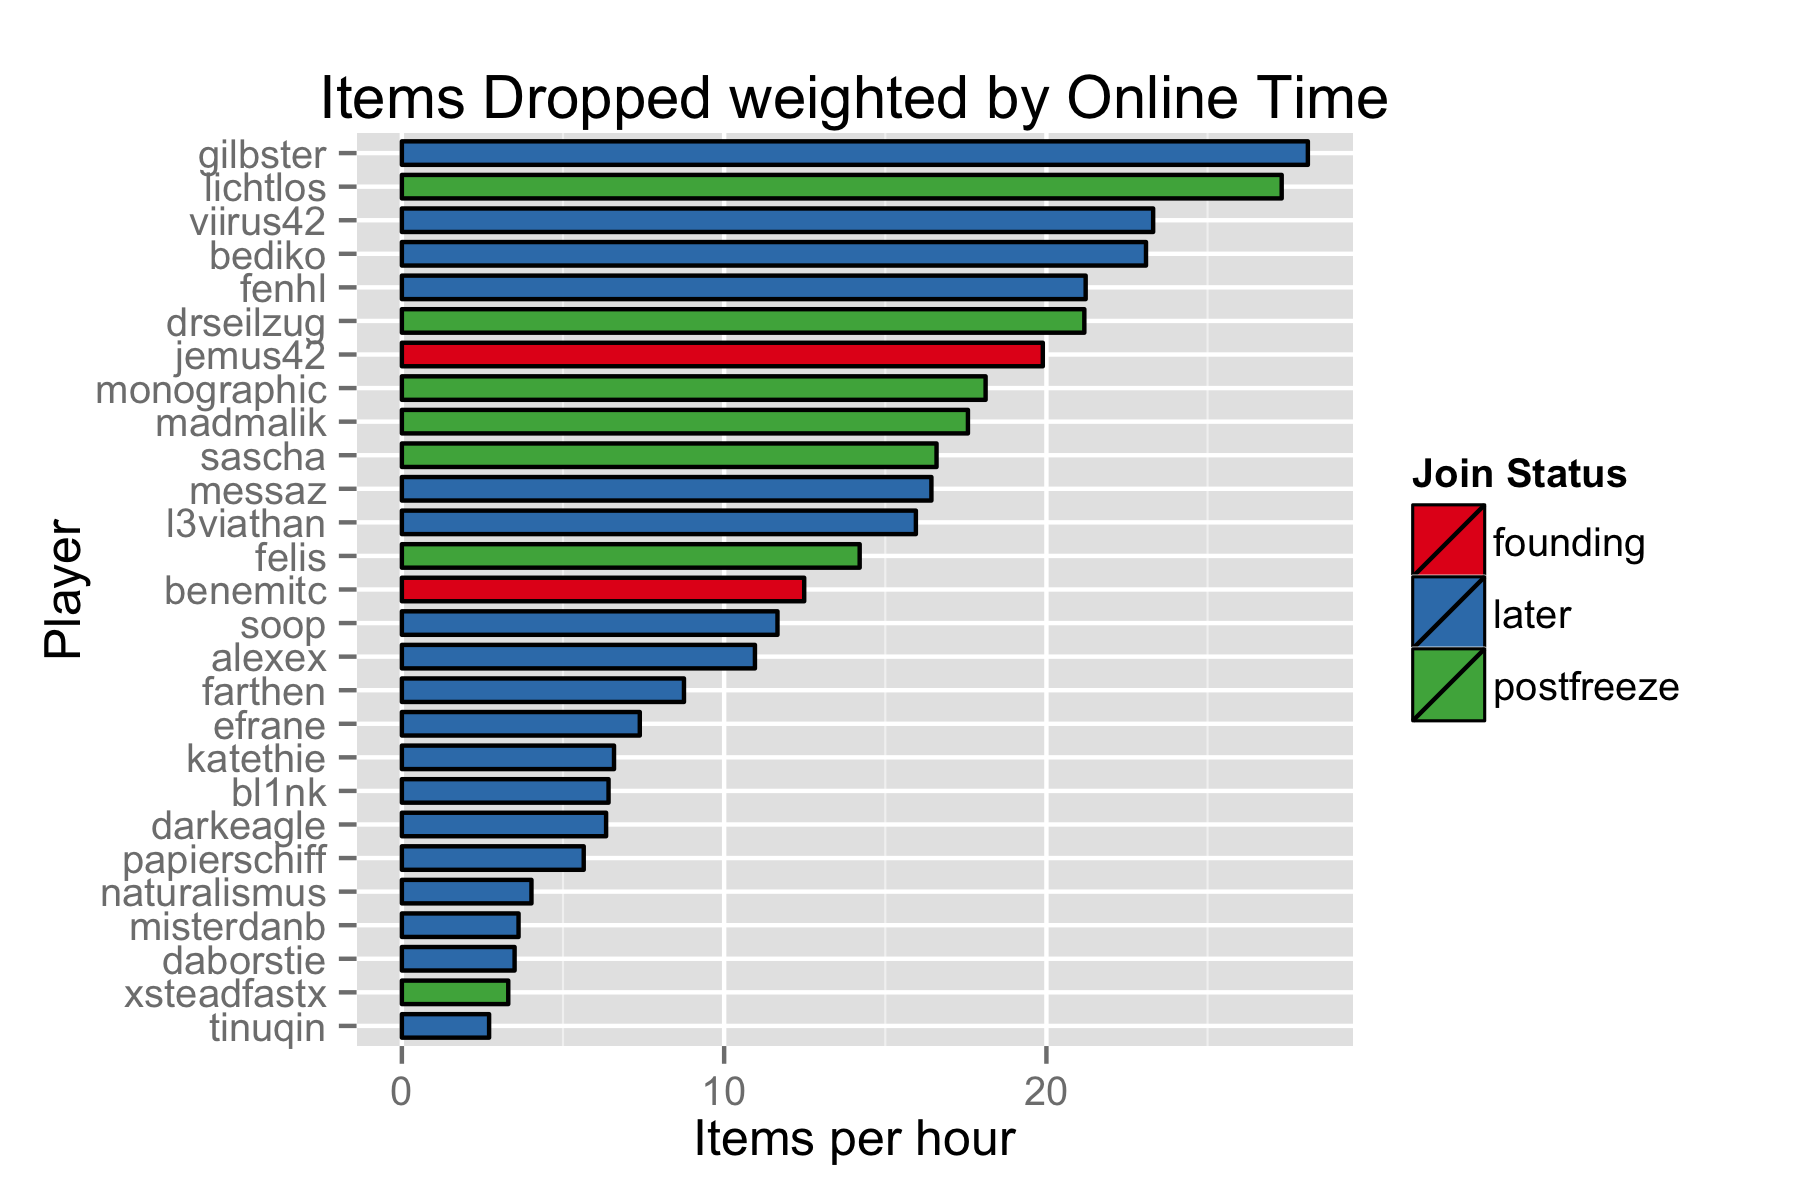 Items Dropped weighted by Online Time
gilbster
lichtlos
viirus42
bediko
fenhl
drseilzug
jemus42
monographic
madmalik
sascha
messaz
l3viathan
felis
benemitc
soop
alexex
farthen
efrane
katethie
bl1nk
darkeagle
papierschiff
naturalismus
misterdanb
daborstie
xsteadfastx
tinuqin
Player
0 10 20
Items per hour
Join Status
founding
later
postfreeze